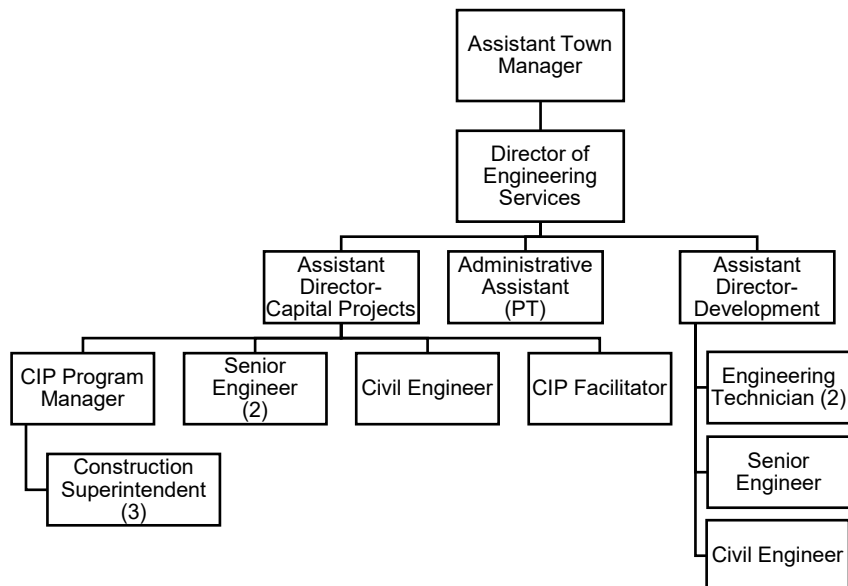 Assistant Town
Manager
Director of
Engineering
Services
Assistant
Director-
Capital Projects
Administrative
Assistant
(PT)
Assistant
Director-
Development
CIP Program
Manager
Senior
Engineer
(2)
Civil Engineer
CIP Facilitator
Engineering
Technician (2)
Construction
Superintendent
(3)
Senior
Engineer
Civil Engineer